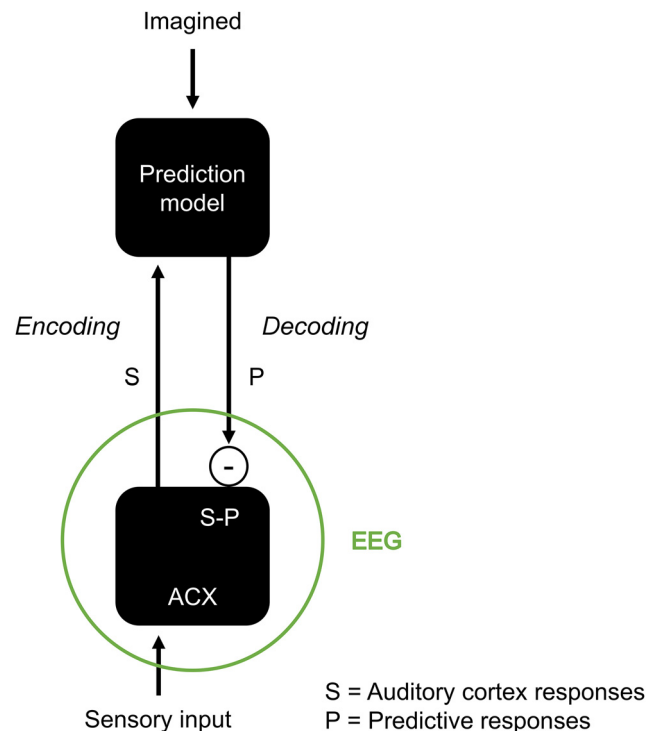 Imagined
Prediction
model
Encoding
Decoding
S
P
-
S-P
EEG
ACX
Sensory input
S = Auditory cortex responses
P = Predictive responses